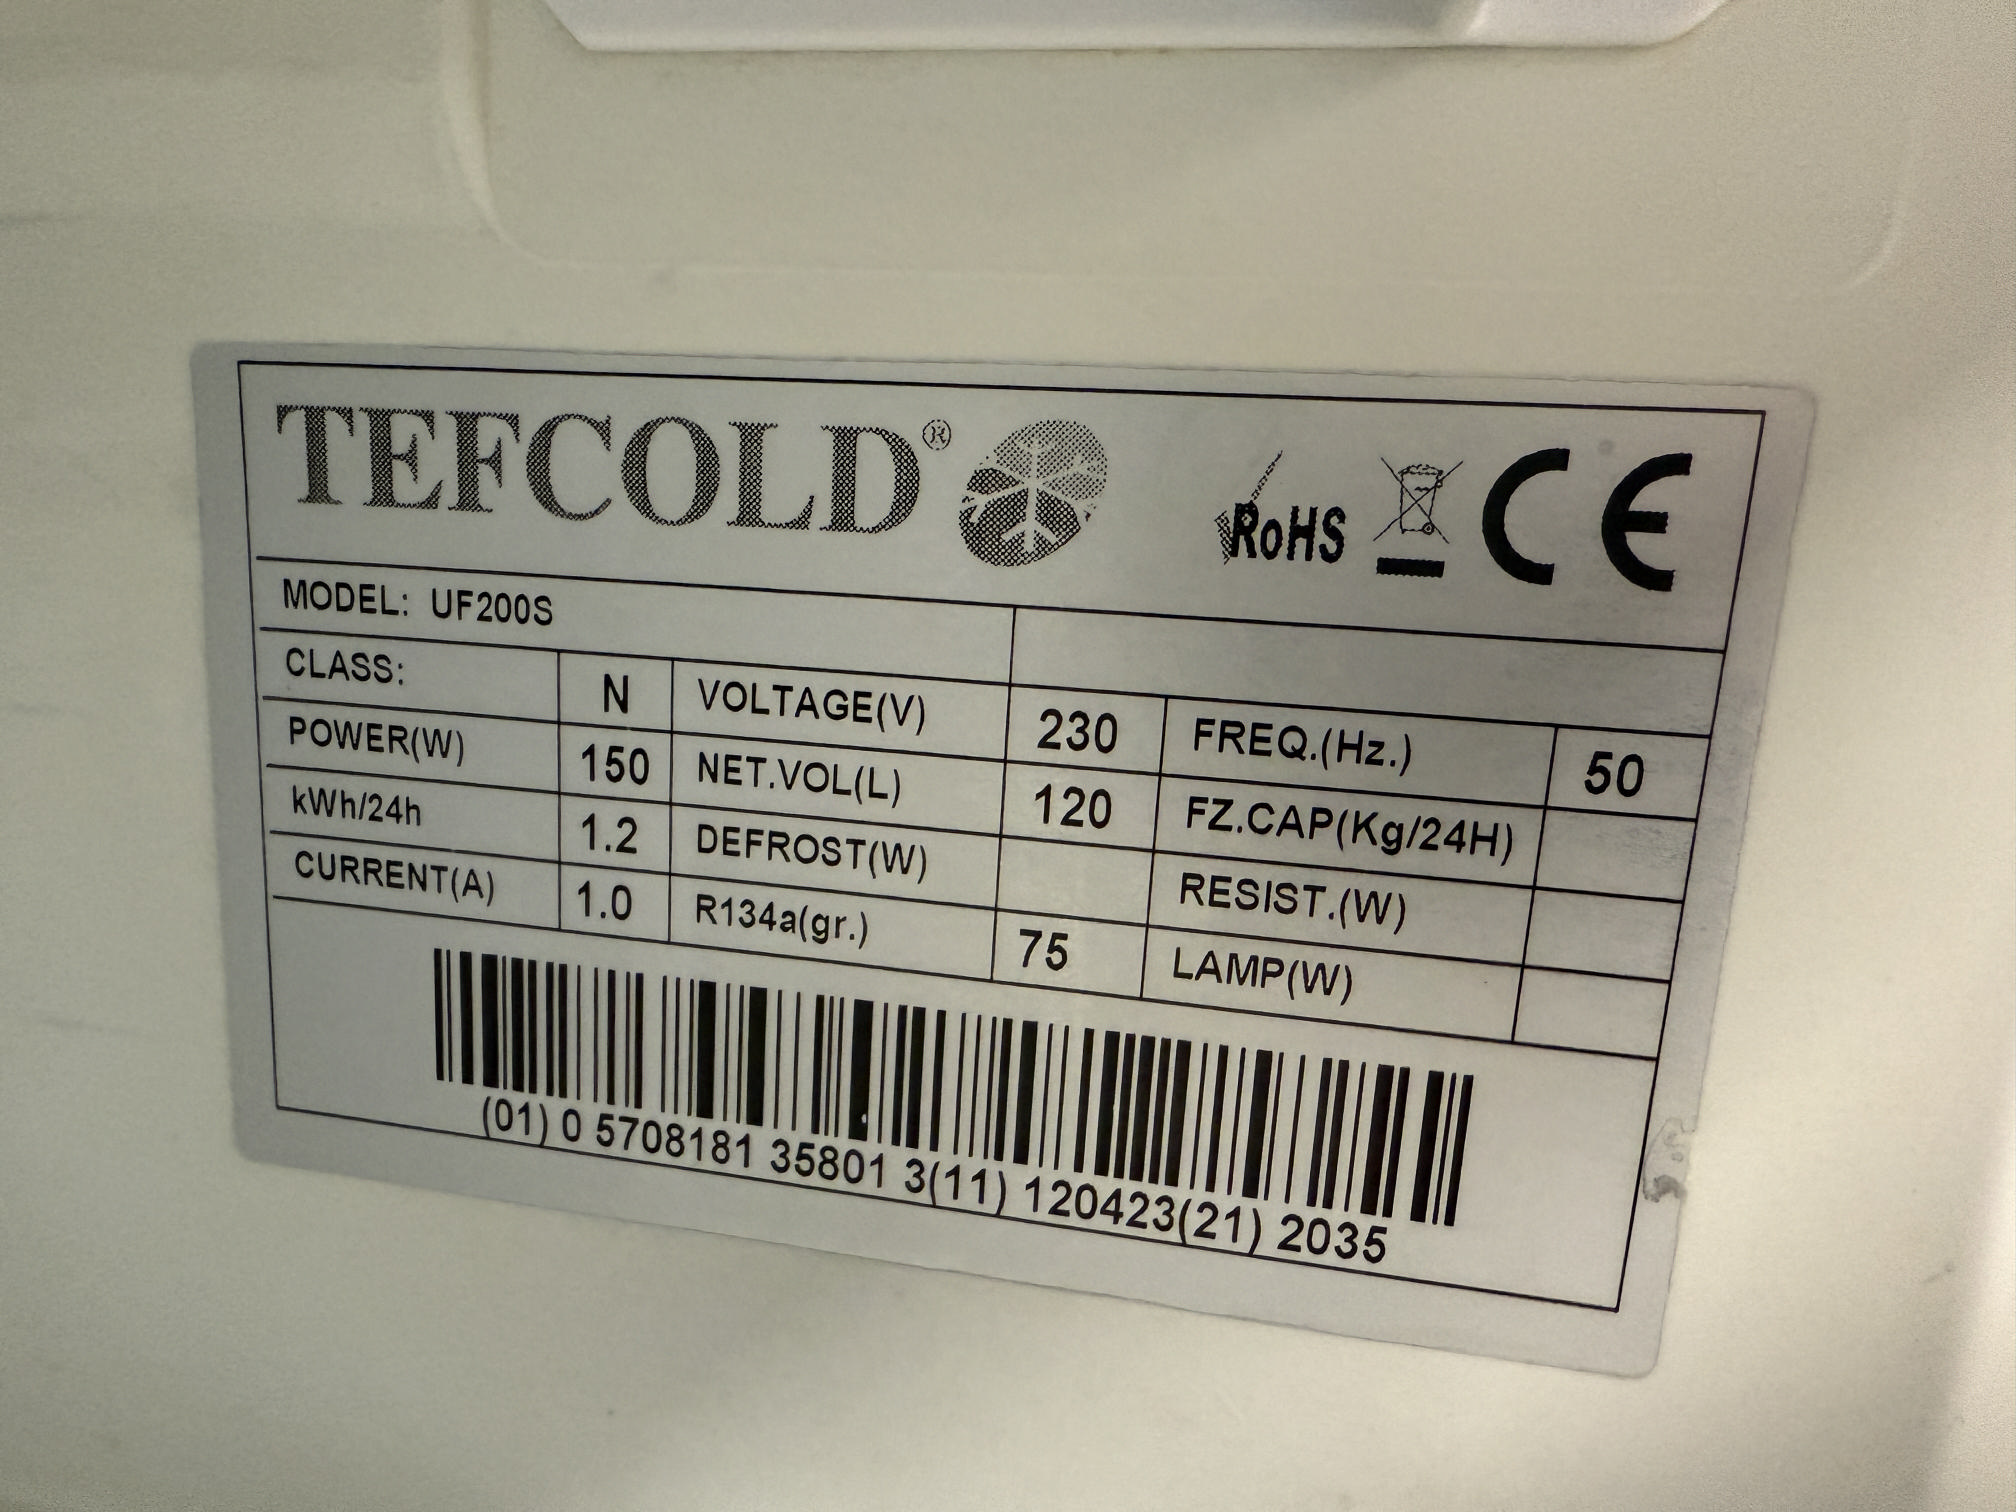 TEFCOLD®
RoHS CE
MODEL: UF200S
CLASS: N VOLTAGE(V) 230 FREQ.(Hz.) 50
POWER(W) 150 NET.VOL(L) 120 FZ.CAP(Kg/24H)
kWh/24h 1.2 DEFROST(W) RESIST.(W)
CURRENT(A) 1.0 R134a(gr.) 75 LAMP(W)
(01) 0 5708181 35801 3(11) 120423(21) 2035